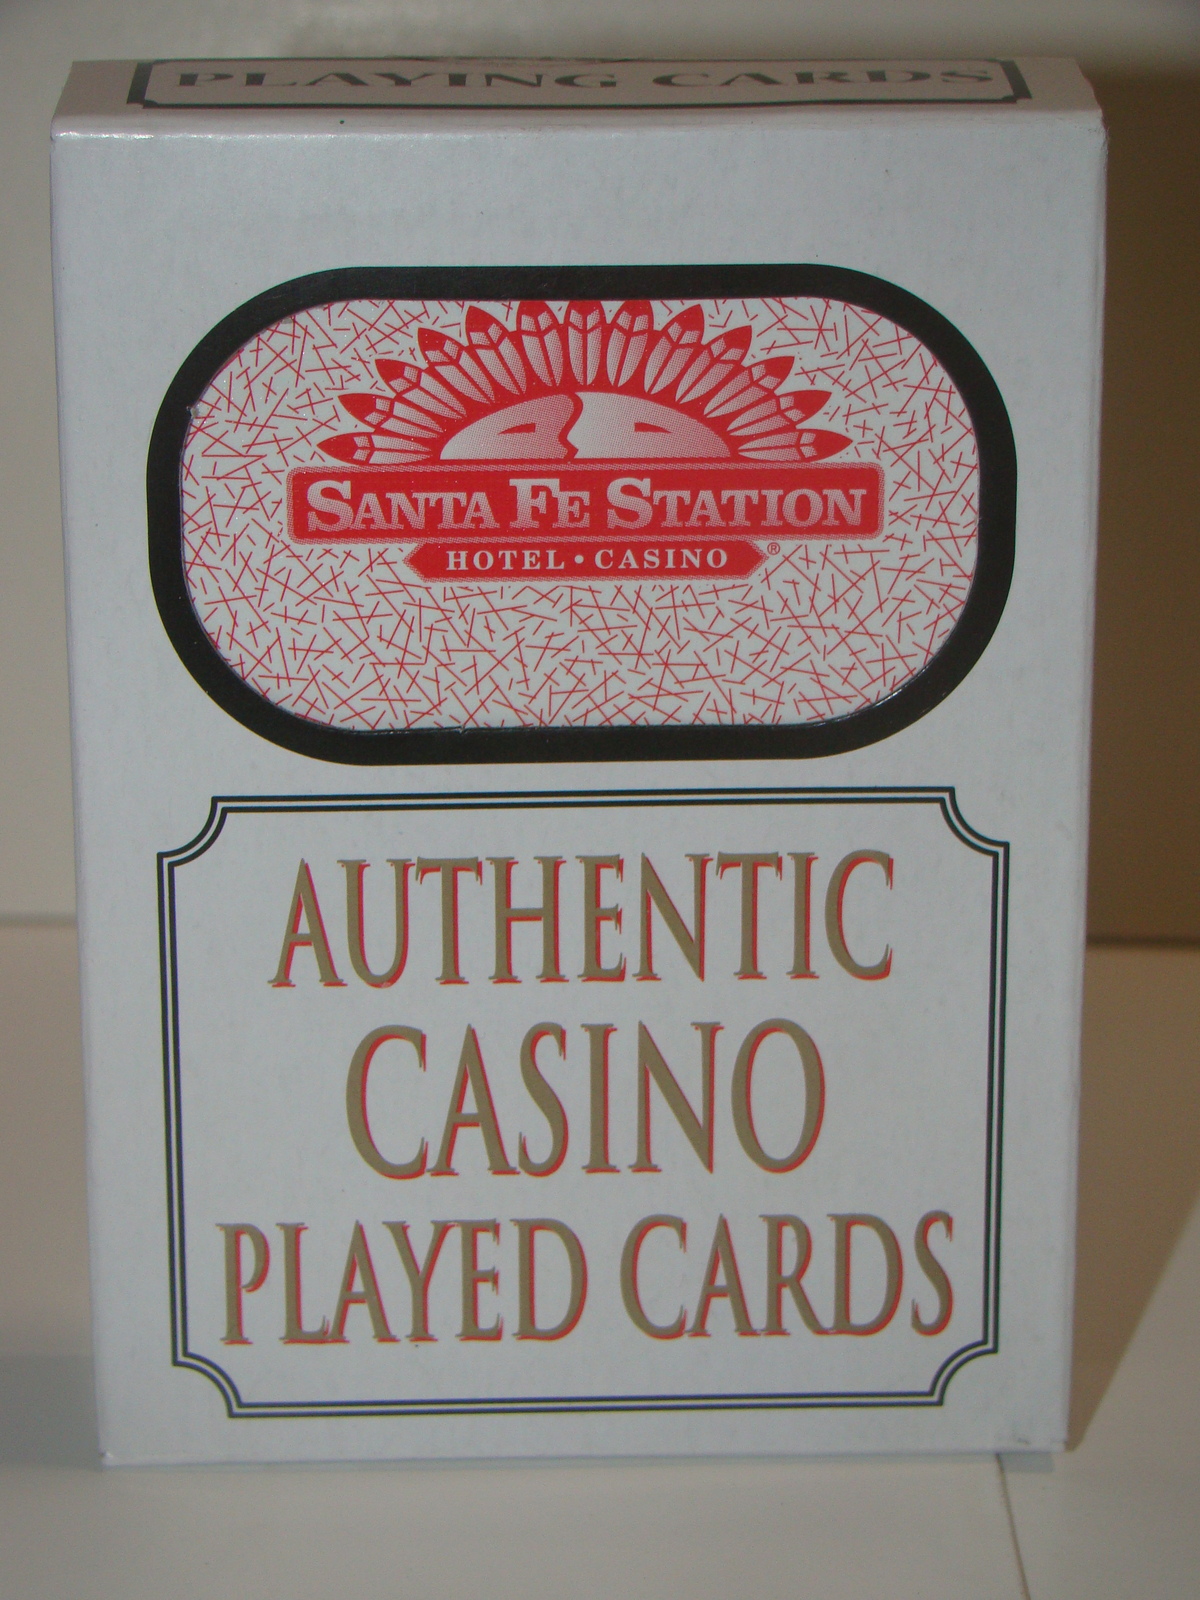 PLAYING CARDS
SANTA FE STATION
HOTEL • CASINO ®
AUTHENTIC
CASINO
PLAYED CARDS